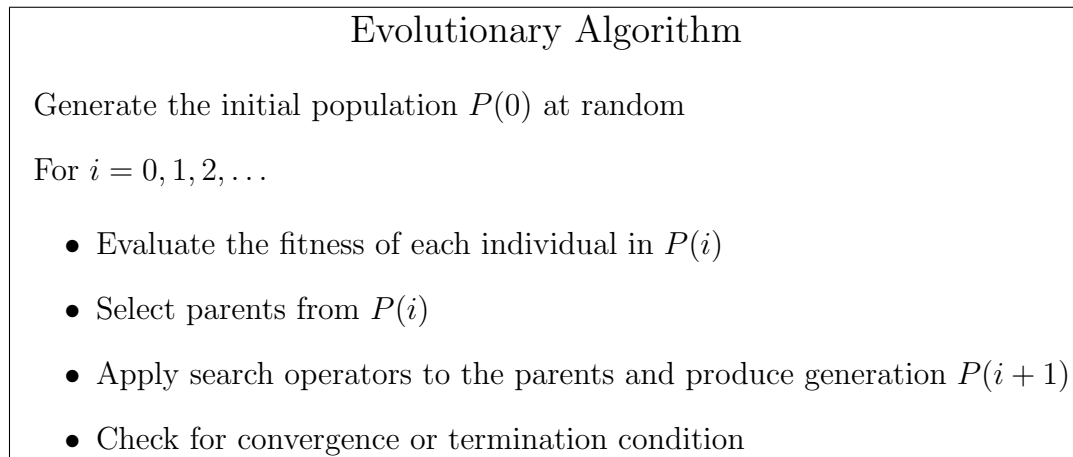 Evolutionary Algorithm
Generate the initial population P(0) at random
For i = 0, 1, 2, . . .
• Evaluate the fitness of each individual in P(i)
• Select parents from P(i)
• Apply search operators to the parents and produce generation P(i + 1)
• Check for convergence or termination condition